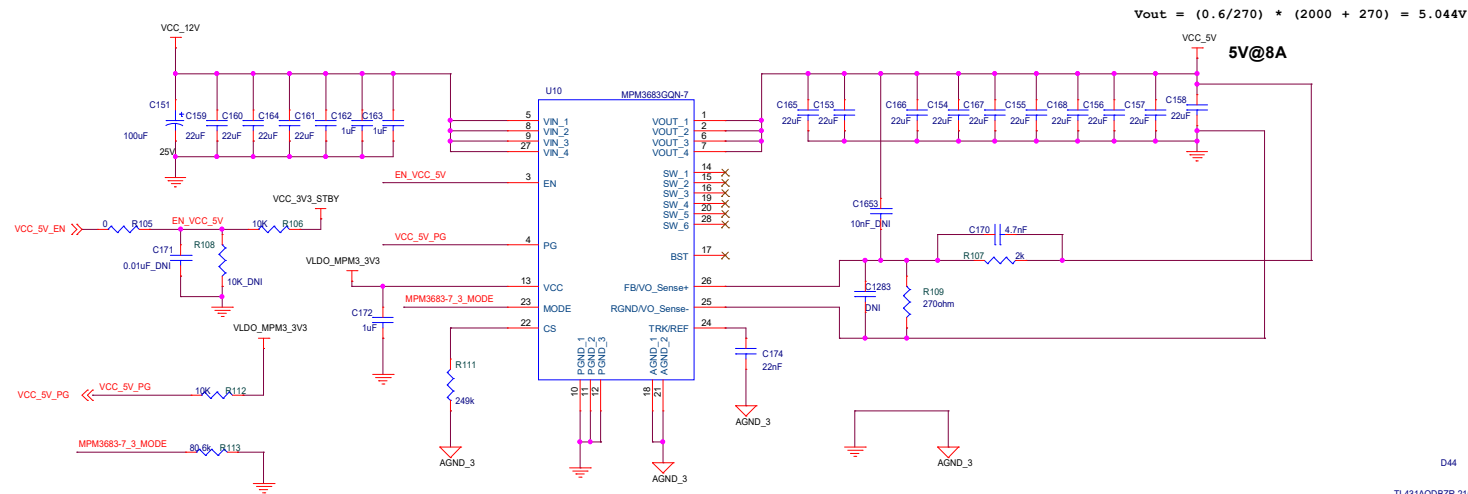 Vout = (0.6/270) * (2000 + 270) = 5.044V
VCC_12V
VCC_5V
5V@8A
U10
MPM3683GQN-7
C151
100uF
25V
C159
22uF
C160
22uF
C164
22uF
C161
22uF
C162
1uF
C163
1uF
C165
22uF
C153
22uF
C166
22uF
C154
22uF
C167
22uF
C155
22uF
C168
22uF
C156
22uF
C157
22uF
C158
22uF
5 VIN_1
8 VIN_2
9 VIN_3
27 VIN_4
VOUT_1 1
VOUT_2 2
VOUT_3 6
VOUT_4 7
EN_VCC_5V 3 EN
SW_1 14
SW_2 15
SW_3 16
SW_4 19
SW_5 20
SW_6 28
VCC_3V3_STBY
VCC_5V_EN
0 R105
EN_VCC_5V
10K R106
C171
0.01uF_DNI
R108
10K_DNI
VCC_5V_PG 4 PG
BST 17
C1653
10nF_DNI
C170 4.7nF
R107 2k
VLDO_MPM3_3V3
13 VCC
FB/VO_Sense+ 26
MPM3683-7_3_MODE 23 MODE
RGND/VO_Sense- 25
C1283
DNI
R109
270ohm
C172
1uF
22 CS
TRK/REF 24
VLDO_MPM3_3V3
R111
249k
C174
22nF
PGND_1
PGND_2
PGND_3
AGND_1
AGND_2
10
11
12
18
21
VCC_5V_PG
VCC_5V_PG
10K R112
AGND_3
MPM3683-7_3_MODE
80.6k R113
AGND_3
AGND_3
AGND_3
D44
TL431AQDBZR,21